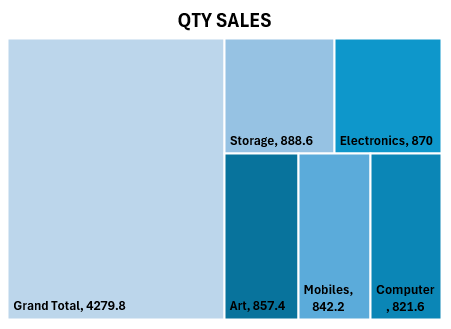 QTY SALES
Storage, 888.6
Electronics, 870
Grand Total, 4279.8
Art, 857.4
Mobiles,
842.2
Computer
, 821.6